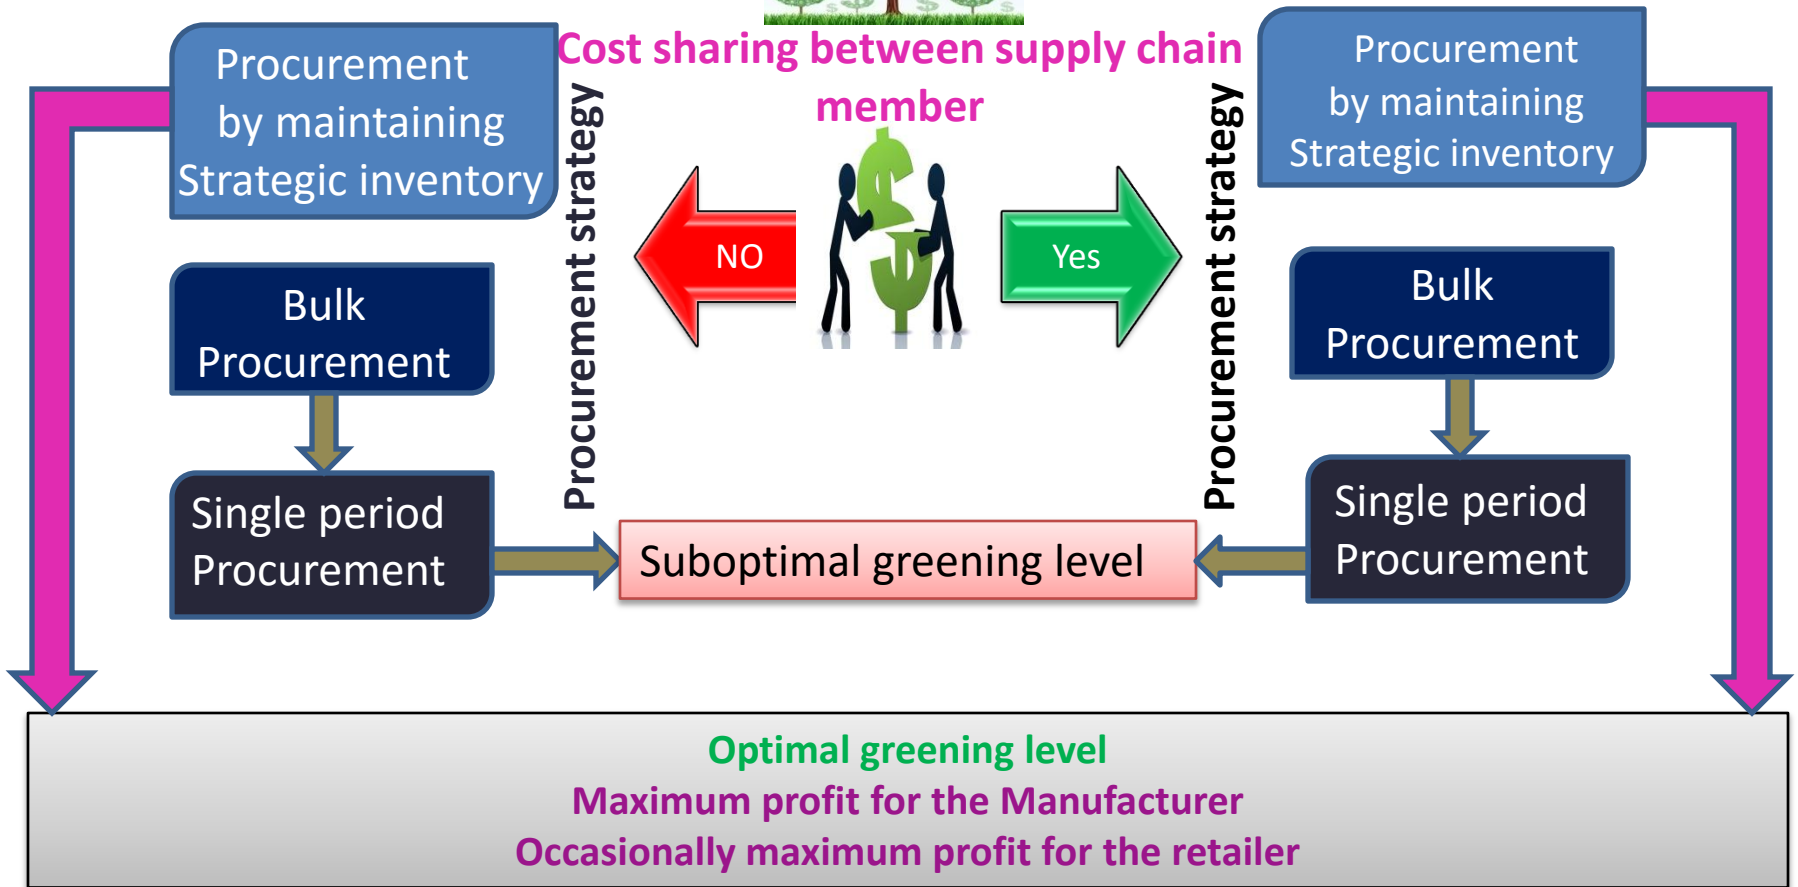 Cost sharing between supply chain
member
Procurement
by maintaining
Strategic inventory
Procurement strategy
NO
Yes
Procurement strategy
Procurement
by maintaining
Strategic inventory
Bulk
Procurement
Bulk
Procurement
Single period
Procurement
Suboptimal greening level
Single period
Procurement
Optimal greening level
Maximum profit for the Manufacturer
Occasionally maximum profit for the retailer